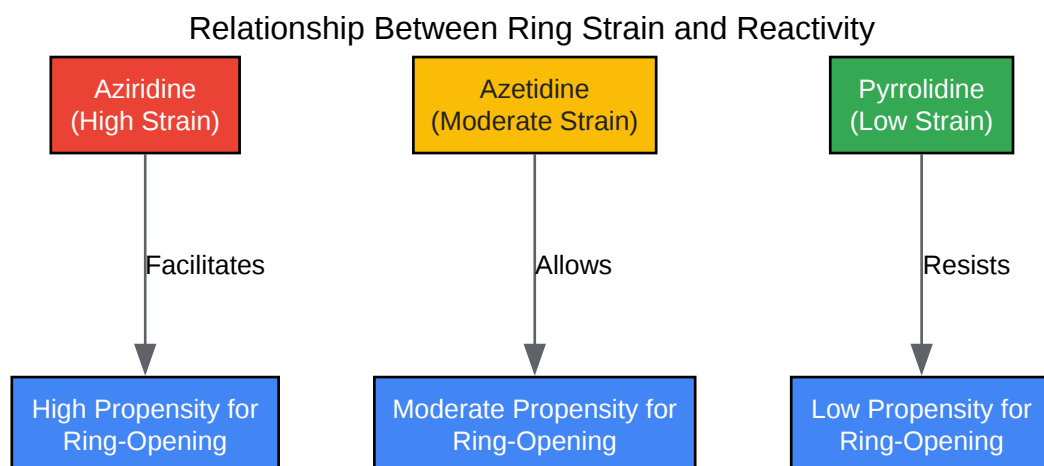 Relationship Between Ring Strain and Reactivity
Aziridine
(High Strain)
Azetidine
(Moderate Strain)
Pyrrolidine
(Low Strain)
Facilitates
Allows
Resists
High Propensity for
Ring-Opening
Moderate Propensity for
Ring-Opening
Low Propensity for
Ring-Opening